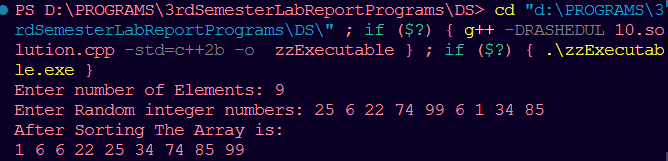 PS D:\PROGRAMS\3rdSemesterLabReportPrograms\DS> cd "d:\PROGRAMS\3
rdSemesterLabReportPrograms\DS\" ; if ($?) { g++ -DRASHEDUL 10.so
lution.cpp -std=c++2b -o  zzExecutable } ; if ($?) { .\zzExecutab
le.exe }
Enter number of Elements: 9
Enter Random integer numbers: 25 6 22 74 99 6 1 34 85
After Sorting The Array is:
1 6 6 22 25 34 74 85 99